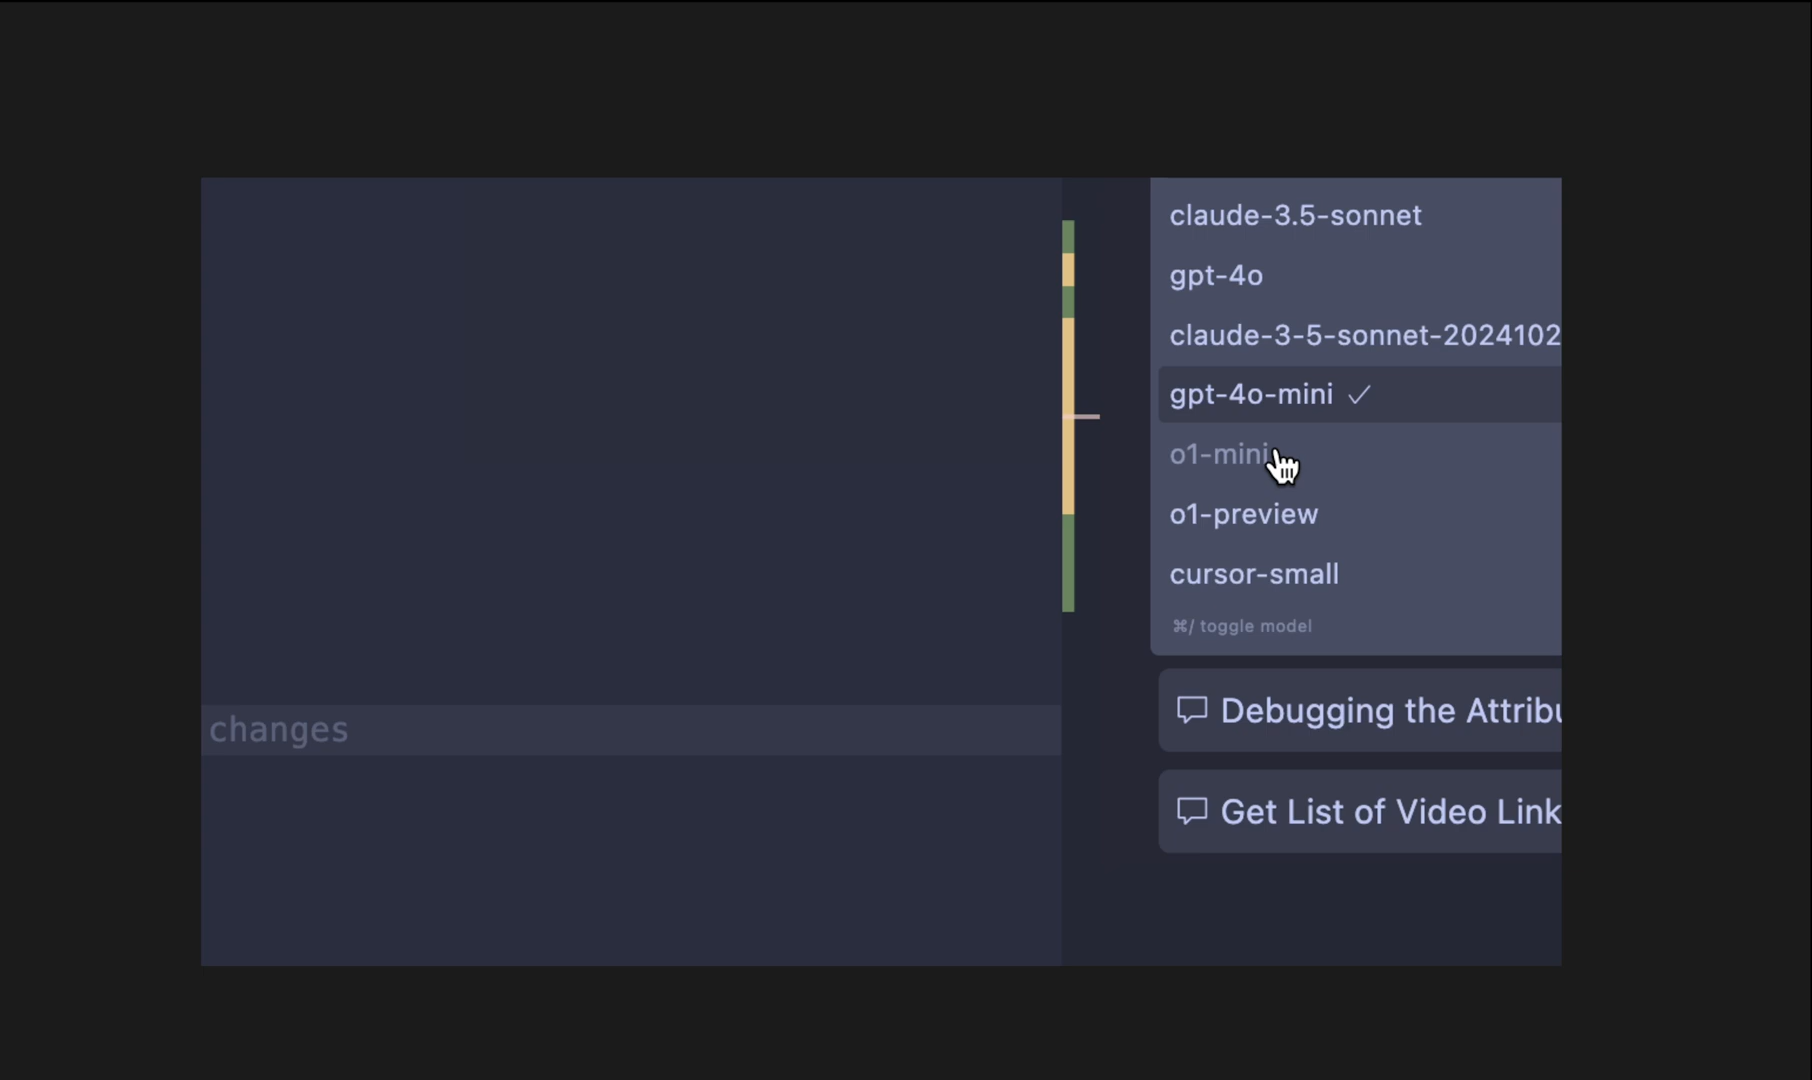 claude-3.5-sonnet
gpt-4o
claude-3-5-sonnet-2024102
gpt-4o-mini
o1-mini
o1-preview
cursor-small
⌘/ toggle model
changes
Debugging the Attribu
Get List of Video Link